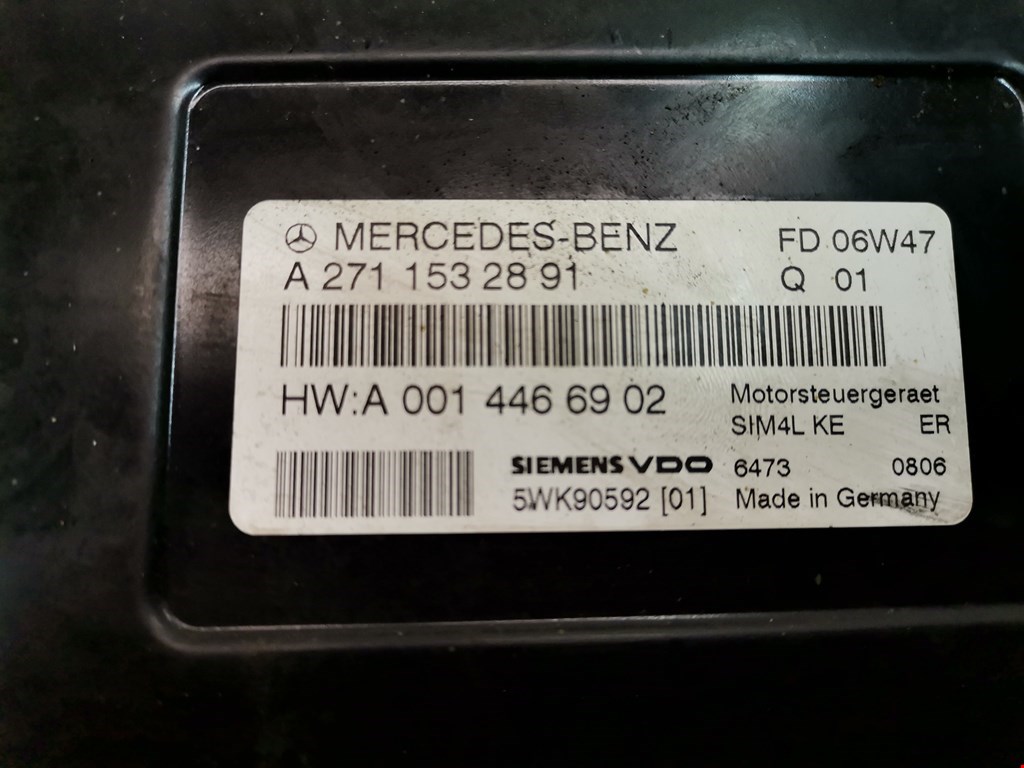 MERCEDES-BENZ FD 06W47
A 271 153 28 91 Q 01
HW:A 001 446 69 02 Motorsteuergeraet
SIM4L KE ER
SIEMENS VDO 6473 0806
5WK90592 [01] Made in Germany